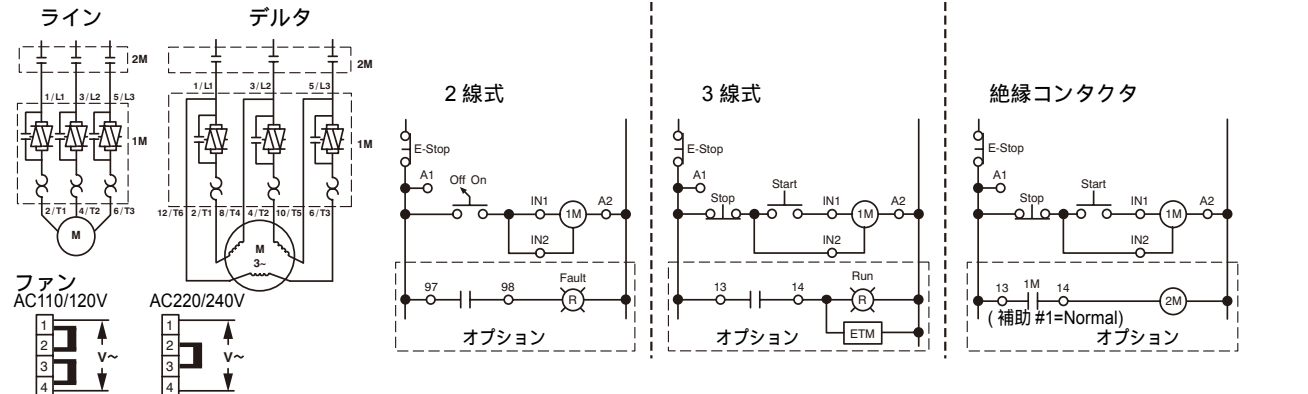 ライン
デルタ
2M
2M
1/L1 3/L2 5/L3
1/L1 3/L2 5/L3
1M
1M
2/T1 4/T2 6/T3
12/T6 2/T1 8/T4 4/T2 10/T5 6/T3
M
M
3~
ファン
AC110/120V
AC220/240V
1
2
3
4
V~
1
2
3
4
V~
2 線式
E-Stop
A1
Off On
IN1
1M
A2
IN2
97
98
Fault
R
オプション
3 線式
E-Stop
A1
Stop
Start
IN1
1M
A2
IN2
13
14
Run
R
ETM
オプション
絶縁コンタクタ
E-Stop
A1
Stop
Start
IN1
1M
A2
IN2
13
1M
14
2M
( 補助 #1=Normal)
オプション